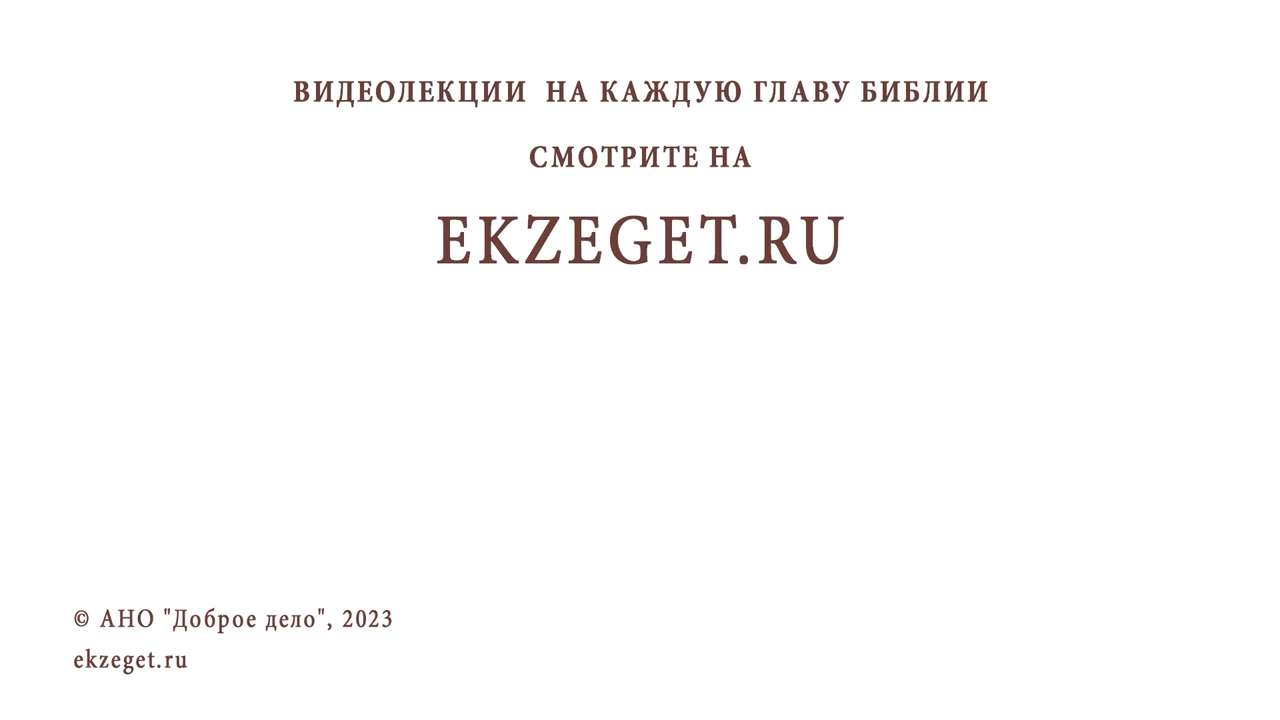 ВИДЕОЛЕКЦИИ НА КАЖДУЮ ГЛАВУ БИБЛИИ
СМОТРИТЕ НА
EKZEGET.RU
© АНО "Доброе дело", 2023
ekzeget.ru